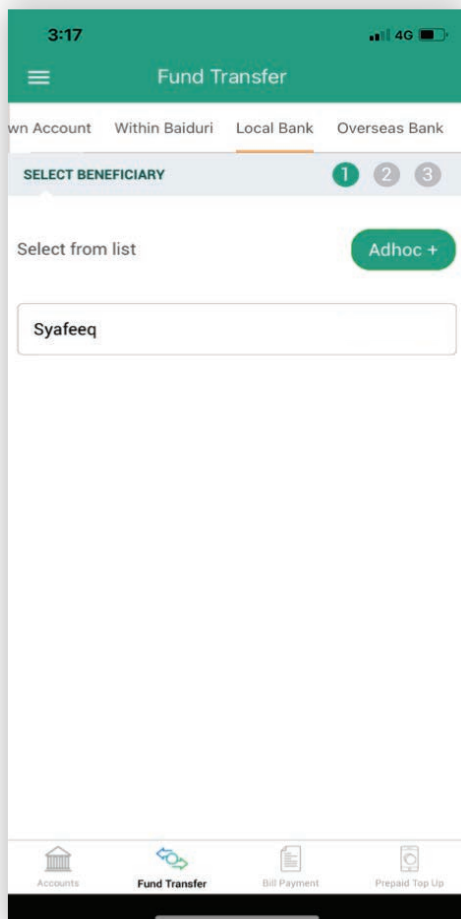 3:17 4G
Fund Transfer
wn Account Within Baiduri Local Bank Overseas Bank
SELECT BENEFICIARY 1 2 3
Select from list Adhoc +
Syafeeq
Accounts Fund Transfer Bill Payment Prepaid Top Up